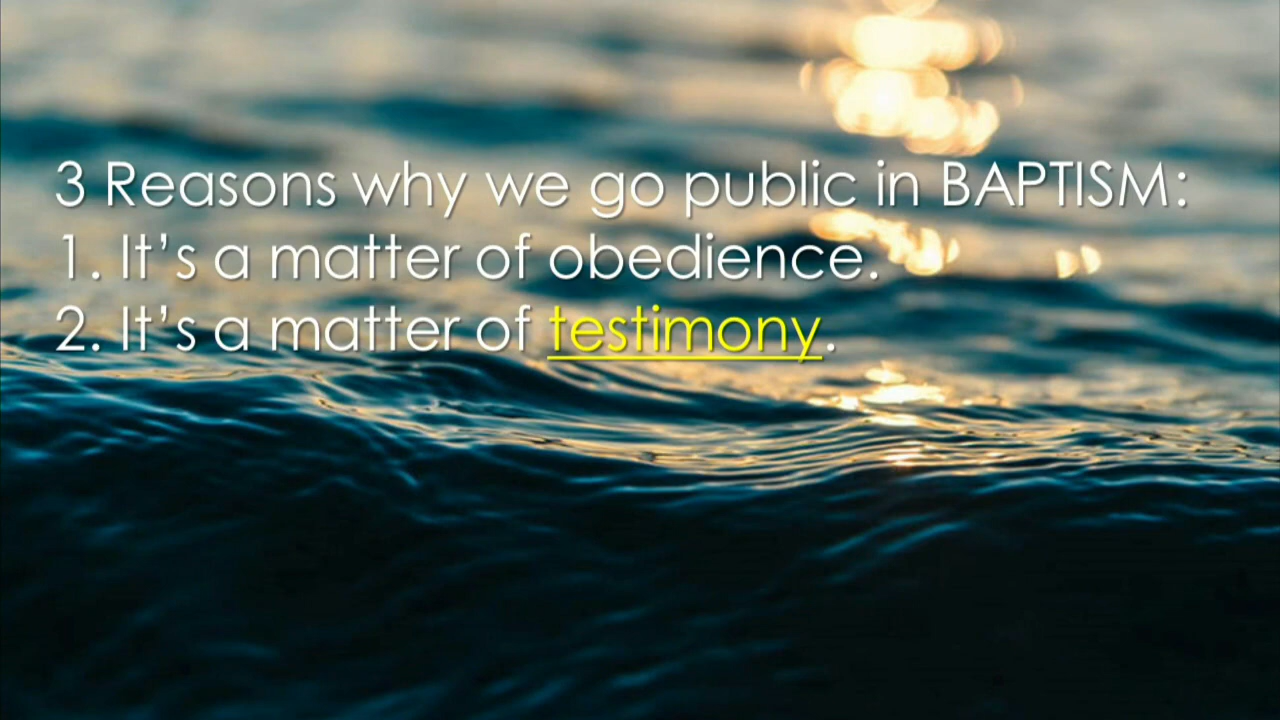 3 Reasons why we go public in BAPTISM:
1. It’s a matter of obedience.
2. It’s a matter of testimony.